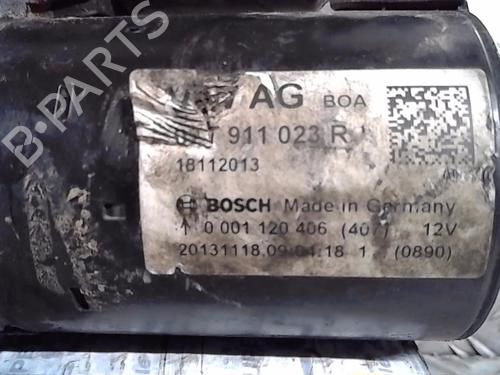 AG BOA
911 023 R
18112013
BOSCH Made in Germany
0 001 120 406 (407) 12V
20131118.09:04:18 1 (0890)
B-PARTS